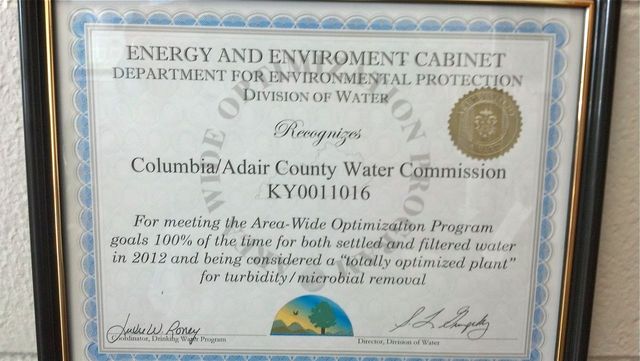 ENERGY AND ENVIROMENT CABINET
DEPARTMENT FOR ENVIRONMENTAL PROTECTION
DIVISION OF WATER
Recognizes
Columbia/Adair County Water Commission
KY0011016
For meeting the Area-Wide Optimization Program
goals 100% of the time for both settled and filtered water
in 2012 and being considered a "totally optimized plant"
for turbidity/microbial removal
Coordinator, Drinking Water Program
Director, Division of Water